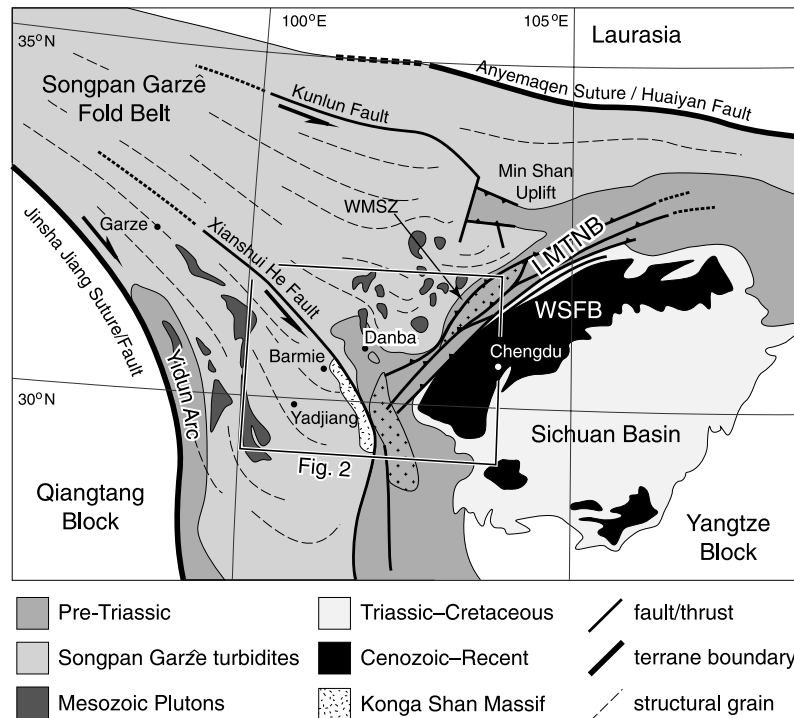 100°E
105°E
35°N
Laurasia
Songpan Garzê
Fold Belt
Anyemaqen Suture / Huaiyan Fault
Kunlun Fault
Min Shan
Uplift
WMSZ
Garze
Xianshui He Fault
LMTNB
Jinsha Jiang Suture/Fault
WSFB
Danba
Chengdu
Barmie
Yidun Arc
30°N
Yadjiang
Sichuan Basin
Fig. 2
Qiangtang
Block
Yangtze
Block
Pre-Triassic
Triassic–Cretaceous
fault/thrust
Songpan Garzê turbidites
Cenozoic–Recent
terrane boundary
Mesozoic Plutons
Konga Shan Massif
structural grain